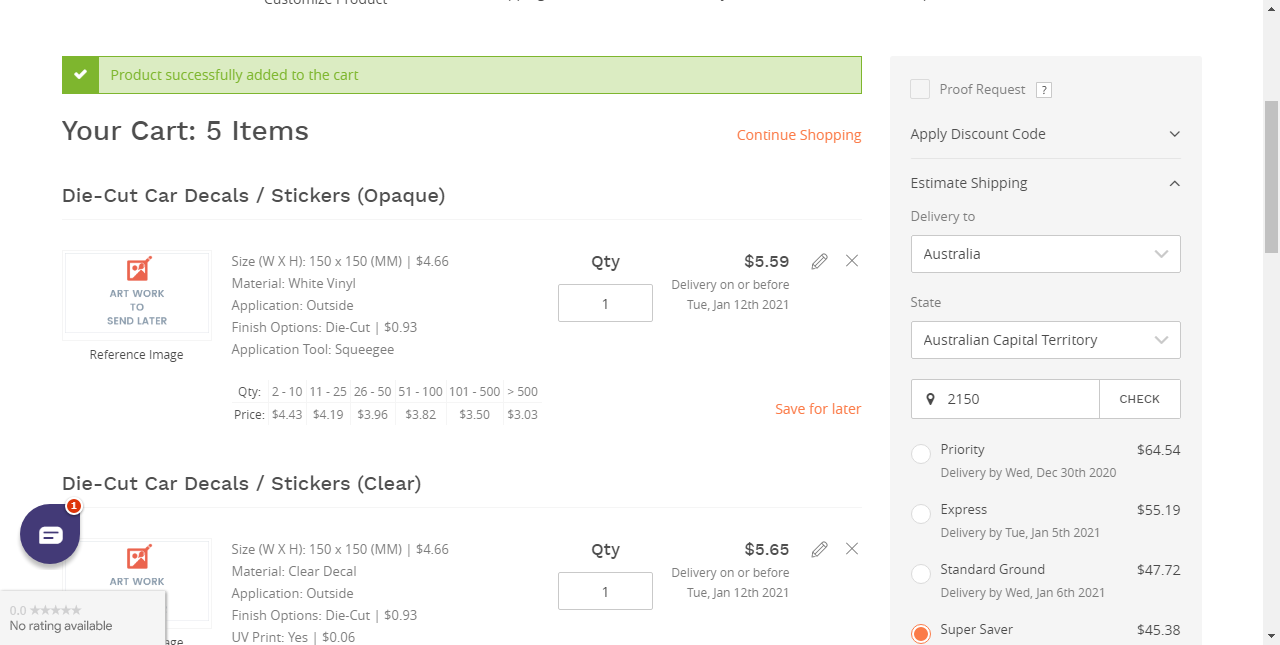 Customize Product
Product successfully added to the cart
Your Cart: 5 Items
Continue Shopping
Die-Cut Car Decals / Stickers (Opaque)
ART WORK
TO
SEND LATER
Reference Image
Size (W X H): 150 x 150 (MM) | $4.66
Material: White Vinyl
Application: Outside
Finish Options: Die-Cut | $0.93
Application Tool: Squeegee
Qty
1
$5.59
Delivery on or before
Tue, Jan 12th 2021
Qty: 2 - 10 11 - 25 26 - 50 51 - 100 101 - 500 > 500
Price: $4.43 $4.19 $3.96 $3.82 $3.50 $3.03
Save for later
Die-Cut Car Decals / Stickers (Clear)
ART WORK
Size (W X H): 150 x 150 (MM) | $4.66
Material: Clear Decal
Application: Outside
Finish Options: Die-Cut | $0.93
UV Print: Yes | $0.06
Qty
1
$5.65
Delivery on or before
Tue, Jan 12th 2021
1
0.0 ★★★★★
No rating available
Proof Request ?
Apply Discount Code
Estimate Shipping
Delivery to
Australia
State
Australian Capital Territory
2150 CHECK
Priority $64.54
Delivery by Wed, Dec 30th 2020
Express $55.19
Delivery by Tue, Jan 5th 2021
Standard Ground $47.72
Delivery by Wed, Jan 6th 2021
Super Saver $45.38